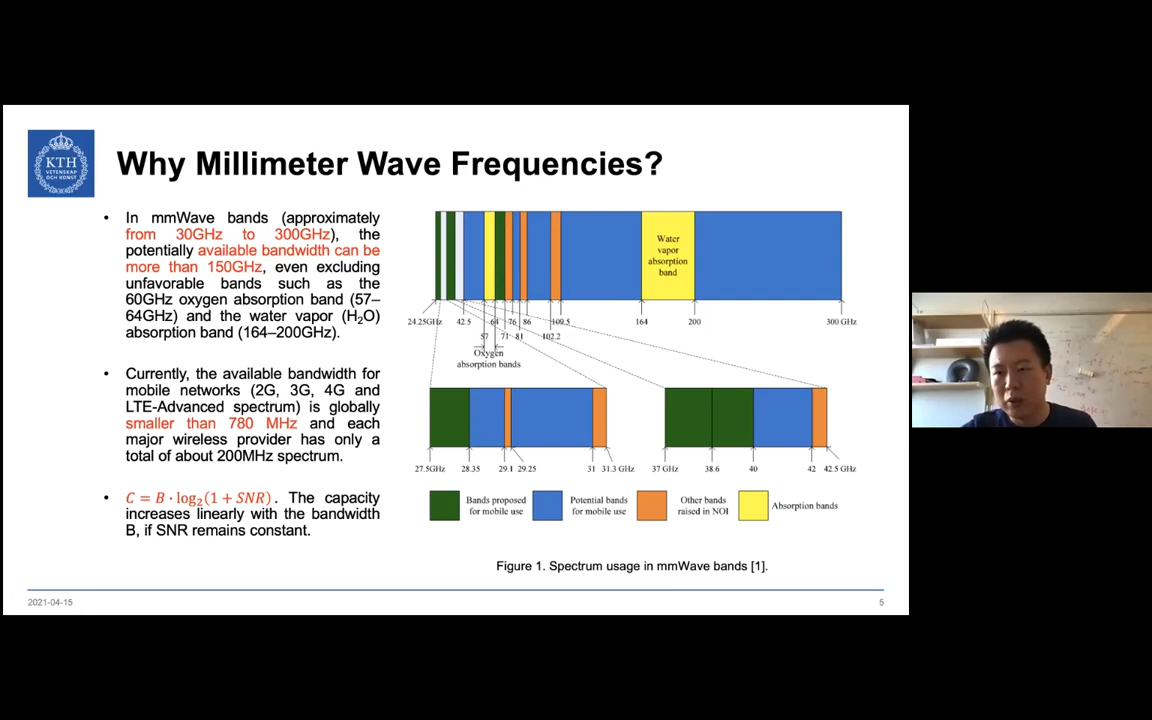 KTH
VETENSKAP
OCH KONST
Why Millimeter Wave Frequencies?
• In mmWave bands (approximately
from 30GHz to 300GHz), the
potentially available bandwidth can be
more than 150GHz, even excluding
unfavorable bands such as the
60GHz oxygen absorption band (57–
64GHz) and the water vapor (H₂O)
absorption band (164–200GHz).
• Currently, the available bandwidth for
mobile networks (2G, 3G, 4G and
LTE-Advanced spectrum) is globally
smaller than 780 MHz and each
major wireless provider has only a
total of about 200MHz spectrum.
• C = B · log₂(1 + SNR). The capacity
increases linearly with the bandwidth
B, if SNR remains constant.
Water
vapor
absorption
band
24.25GHz 42.5 64 76 86 109.5 164 200 300 GHz
57 71 81 102.2
Oxygen
absorption bands
27.5GHz 28.35 29.1 29.25 31 31.3 GHz
37 GHz 38.6 40 42 42.5 GHz
Bands proposed
for mobile use
Potential bands
for mobile use
Other bands
raised in NOI
Absorption bands
Figure 1. Spectrum usage in mmWave bands [1].
2021-04-15
5